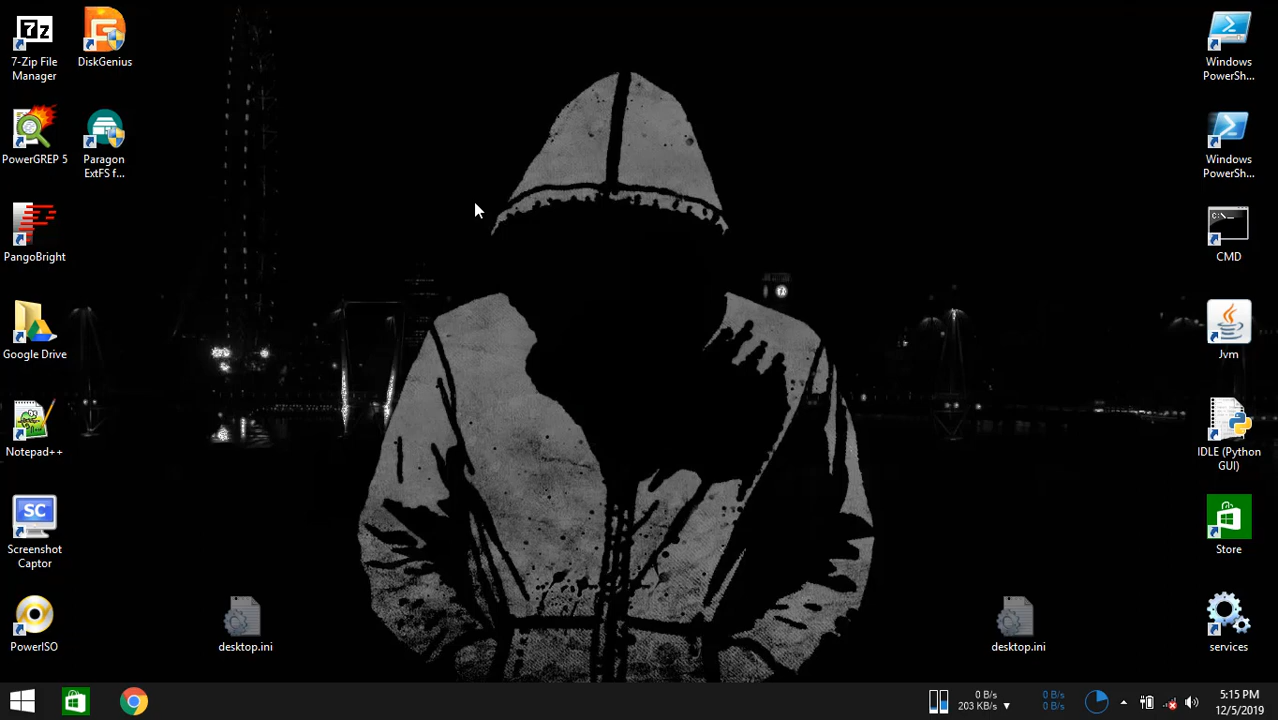 7z
7-Zip File
Manager
DiskGenius
PowerGREP 5
Paragon
ExtFS f...
PangoBright
Google Drive
Notepad++
SC
Screenshot
Captor
PowerISO
desktop.ini
desktop.ini
Windows
PowerSh...
Windows
PowerSh...
C:\_
CMD
Jvm
IDLE (Python
GUI)
Store
services
0 B/s
203 KB/s
0 B/s
0 B/s
5:15 PM
12/5/2019